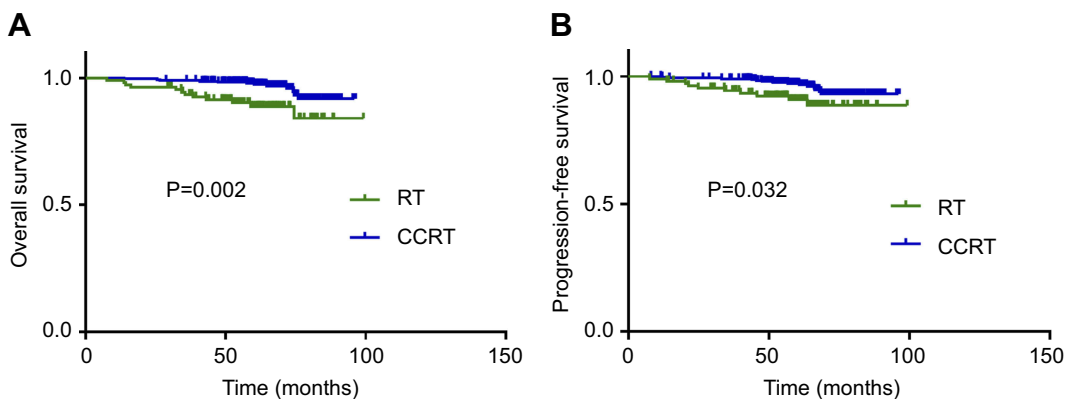 A
Overall survival
1.0
0.5
0.0
P=0.002
RT
CCRT
0
50
100
150
Time (months)
B
Progression-free survival
1.0
0.5
0.0
P=0.032
RT
CCRT
0
50
100
150
Time (months)